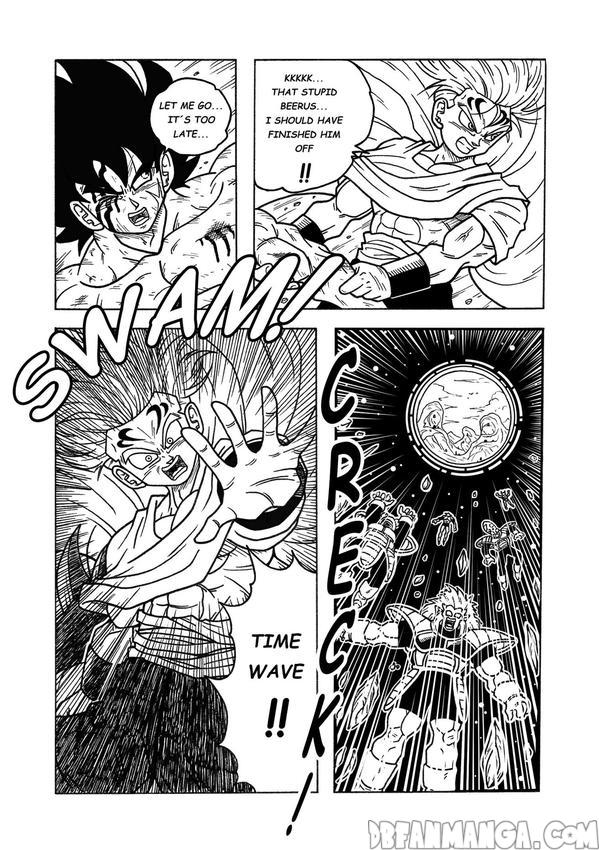 LET ME GO...
IT´S TOO
LATE...
KKKKK...
THAT STUPID
BEERUS...
I SHOULD HAVE
FINISHED HIM
OFF
!!
SWAM!
TIME
WAVE
!!
CRECK!
DBFANMANGA.COM